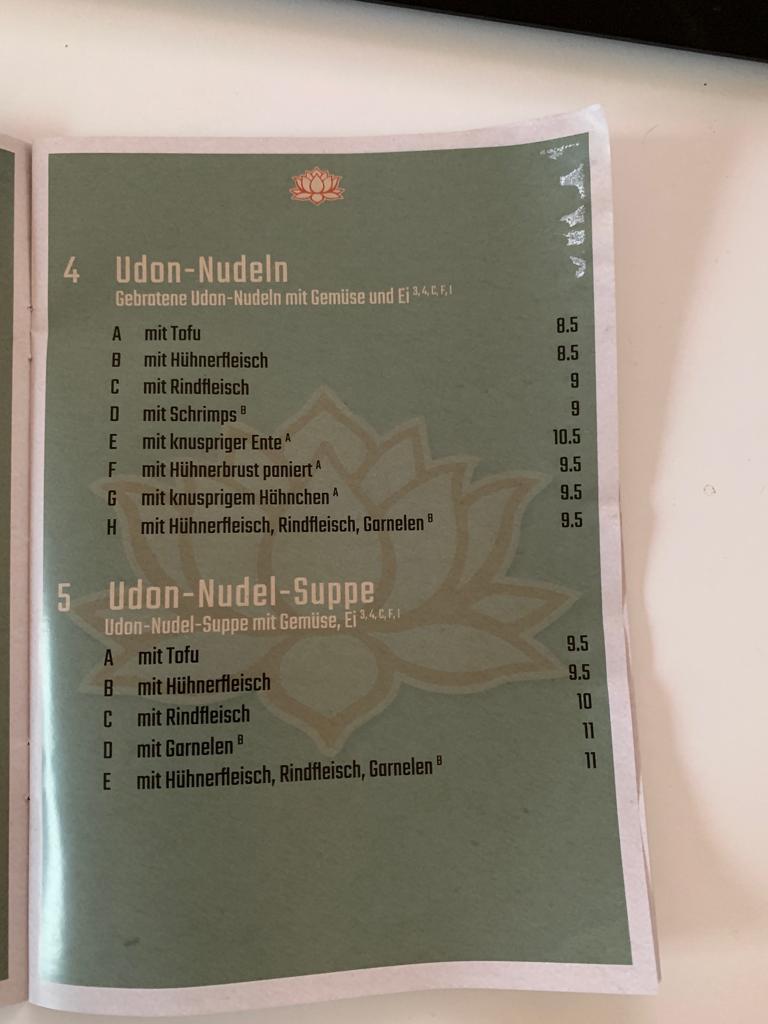 4 Udon-Nudeln
Gebratene Udon-Nudeln mit Gemüse und Ei 3, 4, C, F, I
A mit Tofu 8.5
B mit Hühnerfleisch 8.5
C mit Rindfleisch 9
D mit Schrimps B 9
E mit knuspriger Ente A 10.5
F mit Hühnerbrust paniert A 9.5
G mit knusprigem Hähnchen A 9.5
H mit Hühnerfleisch, Rindfleisch, Garnelen B 9.5
5 Udon-Nudel-Suppe
Udon-Nudel-Suppe mit Gemüse, Ei 3, 4, C, F, I
A mit Tofu 9.5
B mit Hühnerfleisch 9.5
C mit Rindfleisch 10
D mit Garnelen B 11
E mit Hühnerfleisch, Rindfleisch, Garnelen B 11